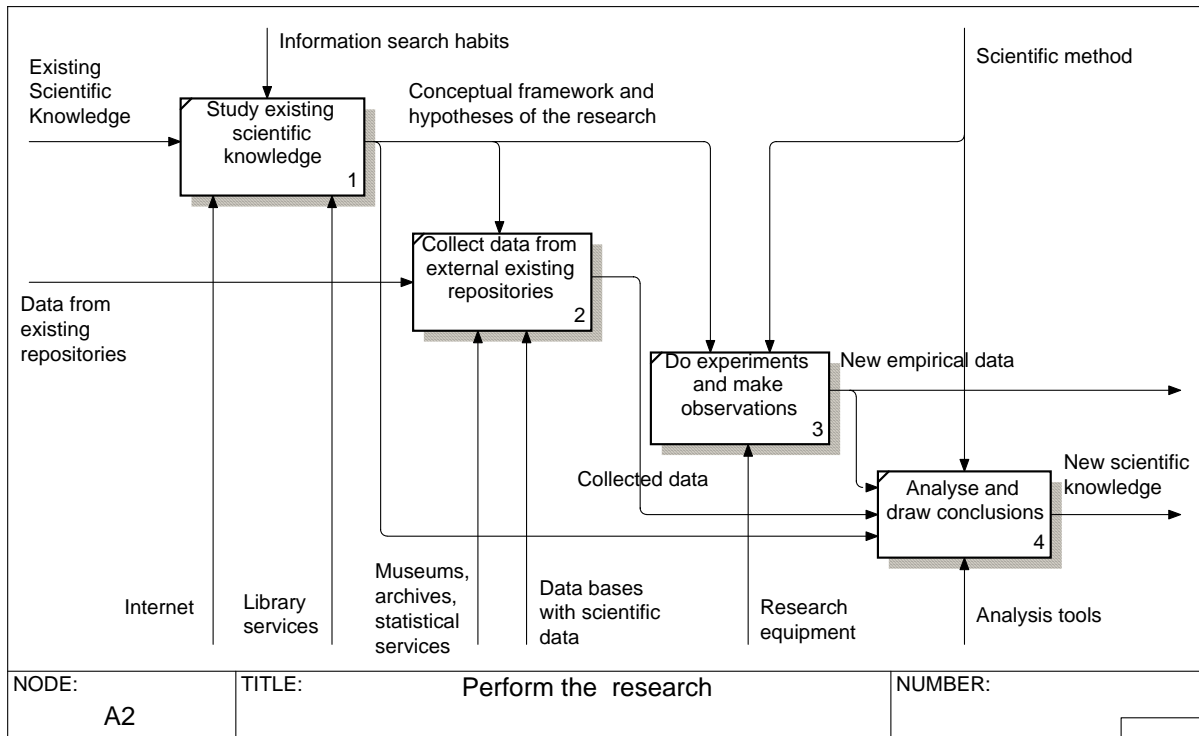 Information search habits
Scientific method
Existing
Scientific
Knowledge
Study existing
scientific
knowledge
1
Conceptual framework and
hypotheses of the research
Collect data from
external existing
repositories
2
Data from
existing
repositories
Do experiments
and make
observations
3
New empirical data
Collected data
Analyse and
draw conclusions
4
New scientific
knowledge
Internet
Library
services
Museums,
archives,
statistical
services
Data bases
with scientific
data
Research
equipment
Analysis tools
NODE:
A2
TITLE:
Perform the research
NUMBER: